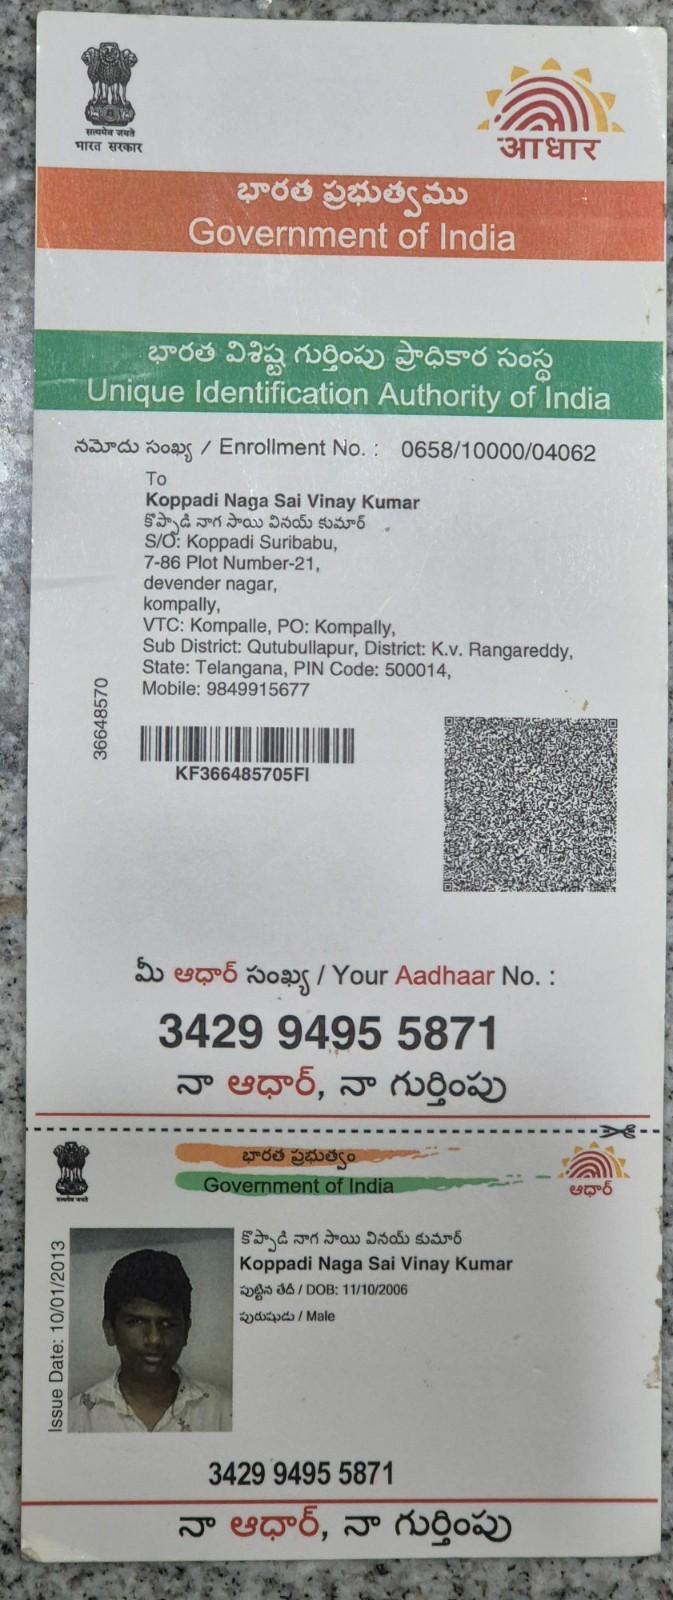 सत्यमेव जयते
भारत सरकार
आधार
భారత ప్రభుత్వము
Government of India
భారత విశిష్ట గుర్తింపు ప్రాధికార సంస్థ
Unique Identification Authority of India
నమోదు సంఖ్య / Enrollment No. : 0658/10000/04062
To
Koppadi Naga Sai Vinay Kumar
కొప్పాడి నాగ సాయి వినయ్ కుమార్
S/O: Koppadi Suribabu,
7-86 Plot Number-21,
devender nagar,
kompally,
VTC: Kompalle, PO: Kompally,
Sub District: Qutubullapur, District: K.v. Rangareddy,
State: Telangana, PIN Code: 500014,
Mobile: 9849915677
36648570
KF366485705FI
మీ ఆధార్ సంఖ్య / Your Aadhaar No. :
3429 9495 5871
నా ఆధార్, నా గుర్తింపు
सत्यमेव जयते
భారత ప్రభుత్వం
Government of India
ఆధార్
Issue Date: 10/01/2013
కొప్పాడి నాగ సాయి వినయ్ కుమార్
Koppadi Naga Sai Vinay Kumar
పుట్టిన తేదీ / DOB: 11/10/2006
పురుషుడు / Male
3429 9495 5871
నా ఆధార్, నా గుర్తింపు